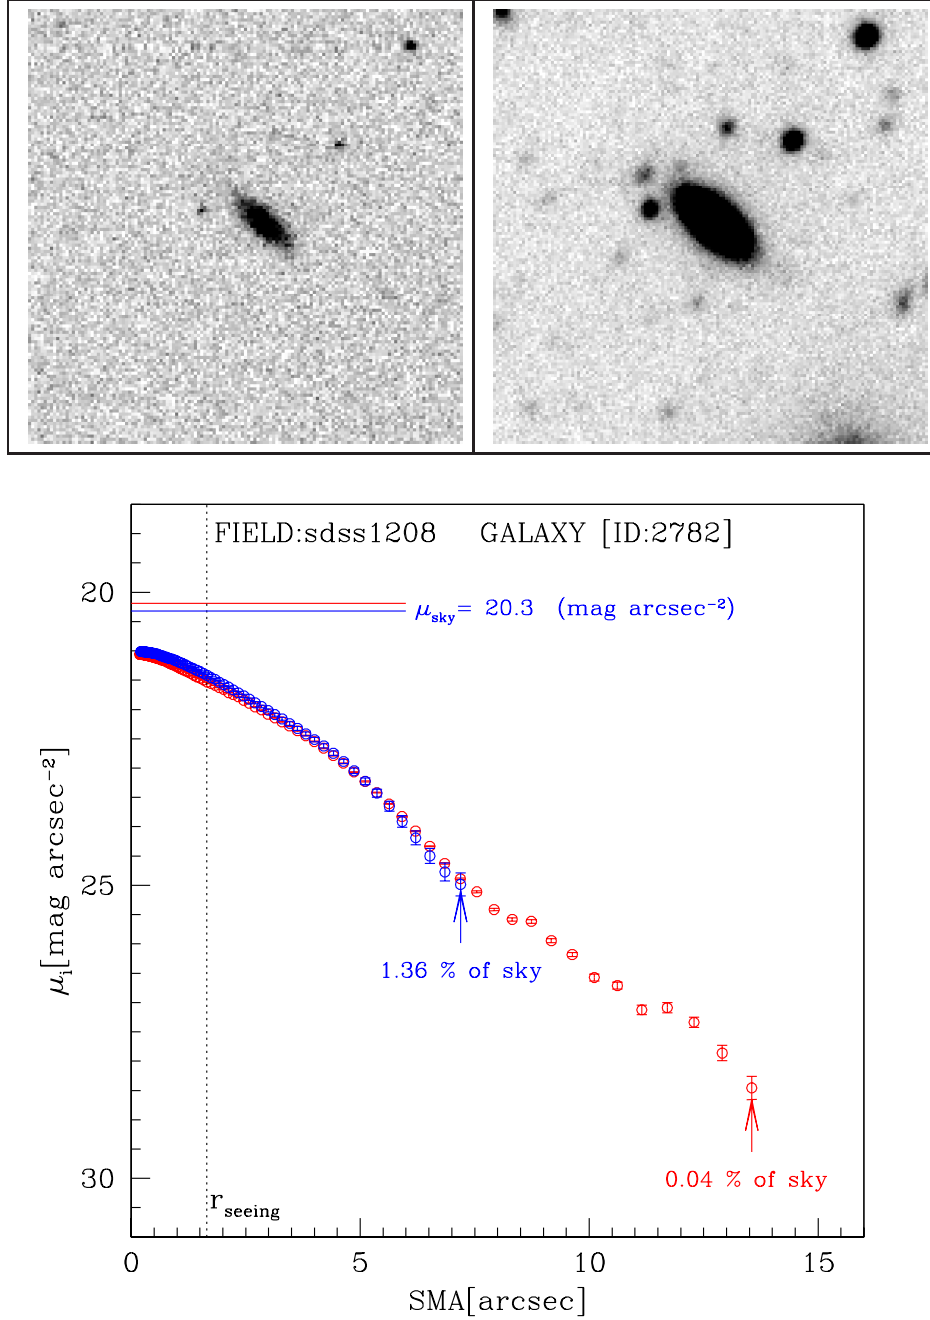 FIELD:sdss1208 GALAXY [ID:2782]
20
μsky= 20.3 (mag arcsec⁻²)
μi[mag arcsec⁻²]
25
1.36 % of sky
30
0.04 % of sky
rseeing
0 5 10 15
SMA[arcsec]